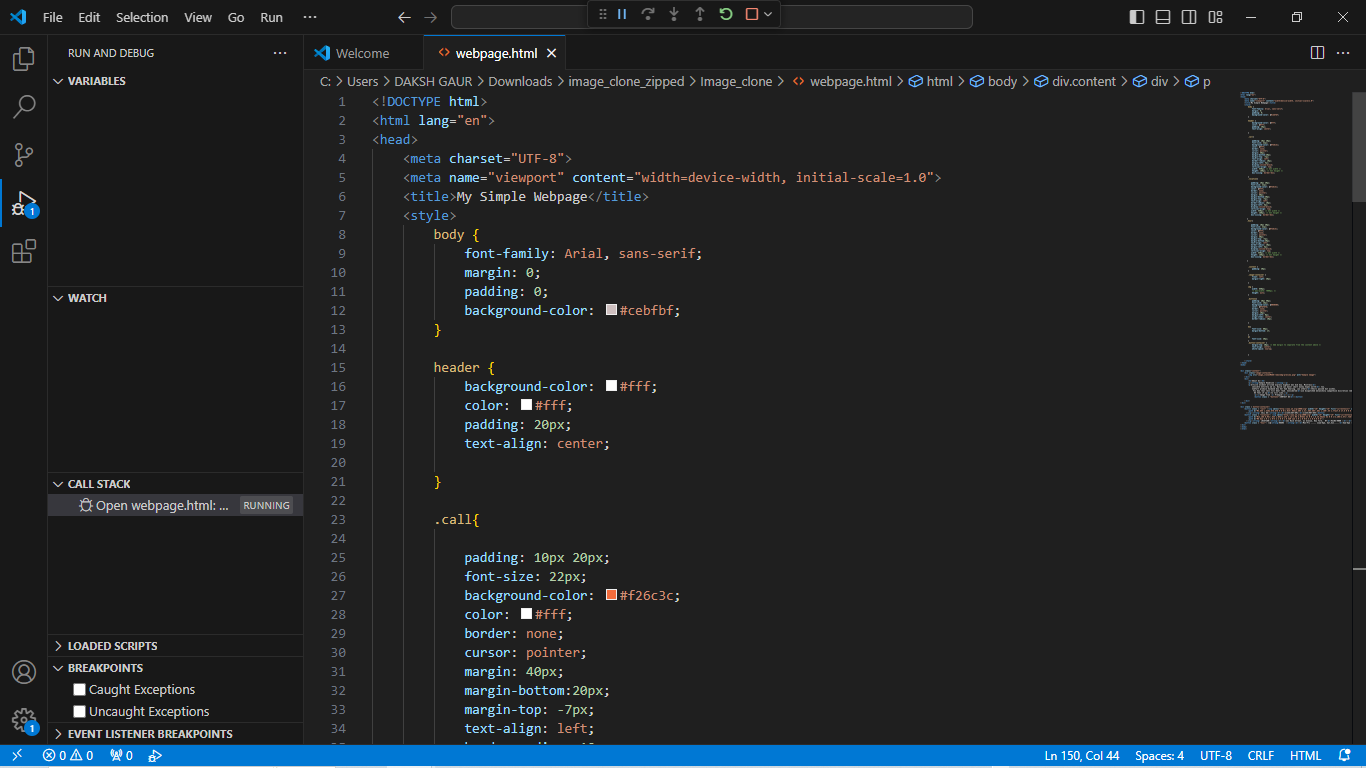 File Edit Selection View Go Run ···
RUN AND DEBUG ···
VARIABLES
WATCH
CALL STACK
Open webpage.html: ... RUNNING
LOADED SCRIPTS
BREAKPOINTS
Caught Exceptions
Uncaught Exceptions
EVENT LISTENER BREAKPOINTS
1
1
Welcome
webpage.html
C: > Users > DAKSH GAUR > Downloads > image_clone_zipped > Image_clone > webpage.html > html > body > div.content > div > p
1 <!DOCTYPE html>
2 <html lang="en">
3 <head>
4 <meta charset="UTF-8">
5 <meta name="viewport" content="width=device-width, initial-scale=1.0">
6 <title>My Simple Webpage</title>
7 <style>
8 body {
9 font-family: Arial, sans-serif;
10 margin: 0;
11 padding: 0;
12 background-color: #cebfbf;
13 }
14
15 header {
16 background-color: #fff;
17 color: #fff;
18 padding: 20px;
19 text-align: center;
20
21 }
22
23 .call{
24
25 padding: 10px 20px;
26 font-size: 22px;
27 background-color: #f26c3c;
28 color: #fff;
29 border: none;
30 cursor: pointer;
31 margin: 40px;
32 margin-bottom:20px;
33 margin-top: -7px;
34 text-align: left;
0 0 0 Ln 150, Col 44 Spaces: 4 UTF-8 CRLF HTML